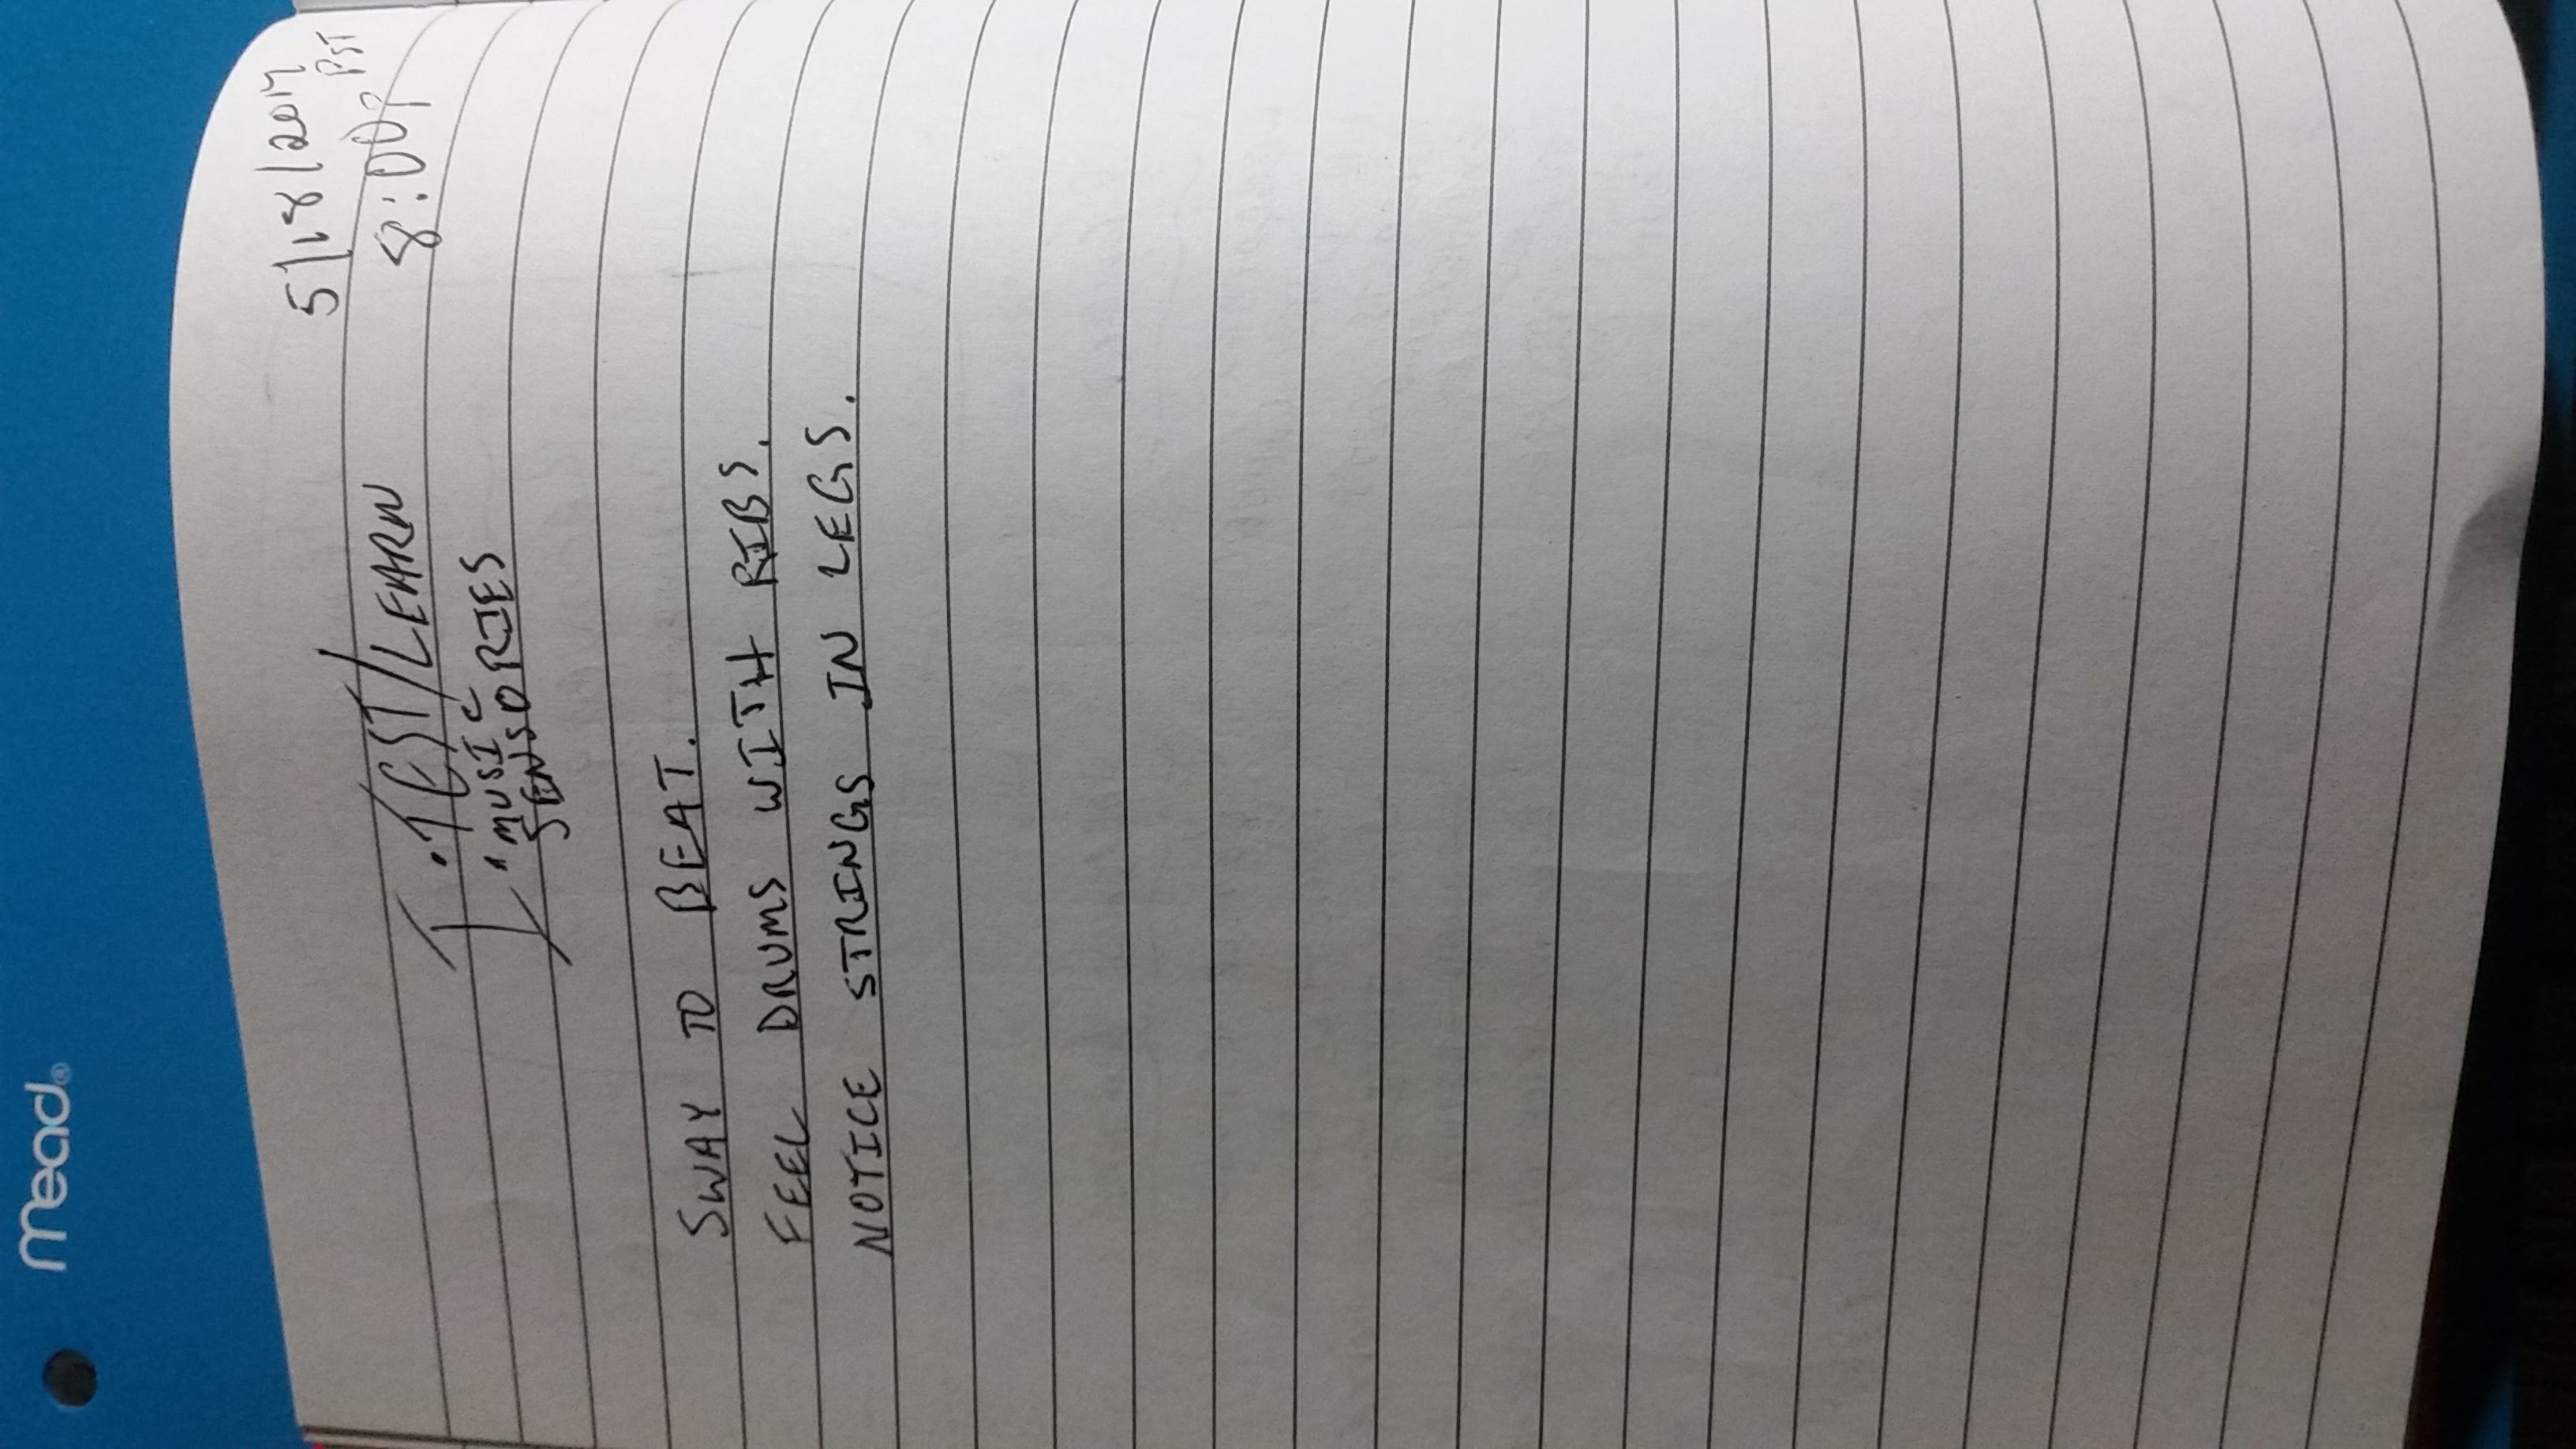 mead®
5/18/2017
8:00p PST
TEST/LEARN
"MUSIC
SENSORIES
SWAY TO BEAT.
FEEL DRUMS WITH RIBS.
NOTICE STRINGS IN LEGS.